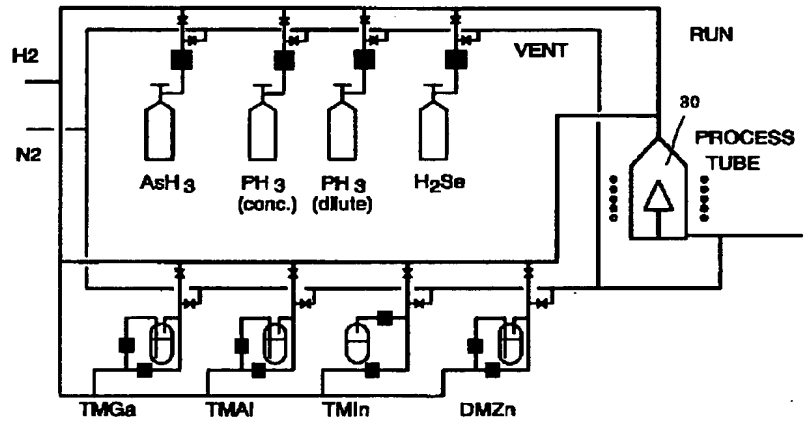 H2
VENT
RUN
30
N2
PROCESS
TUBE
AsH3
PH3
(conc.)
PH3
(dilute)
H2Se
TMGa
TMAl
TMIn
DMZn